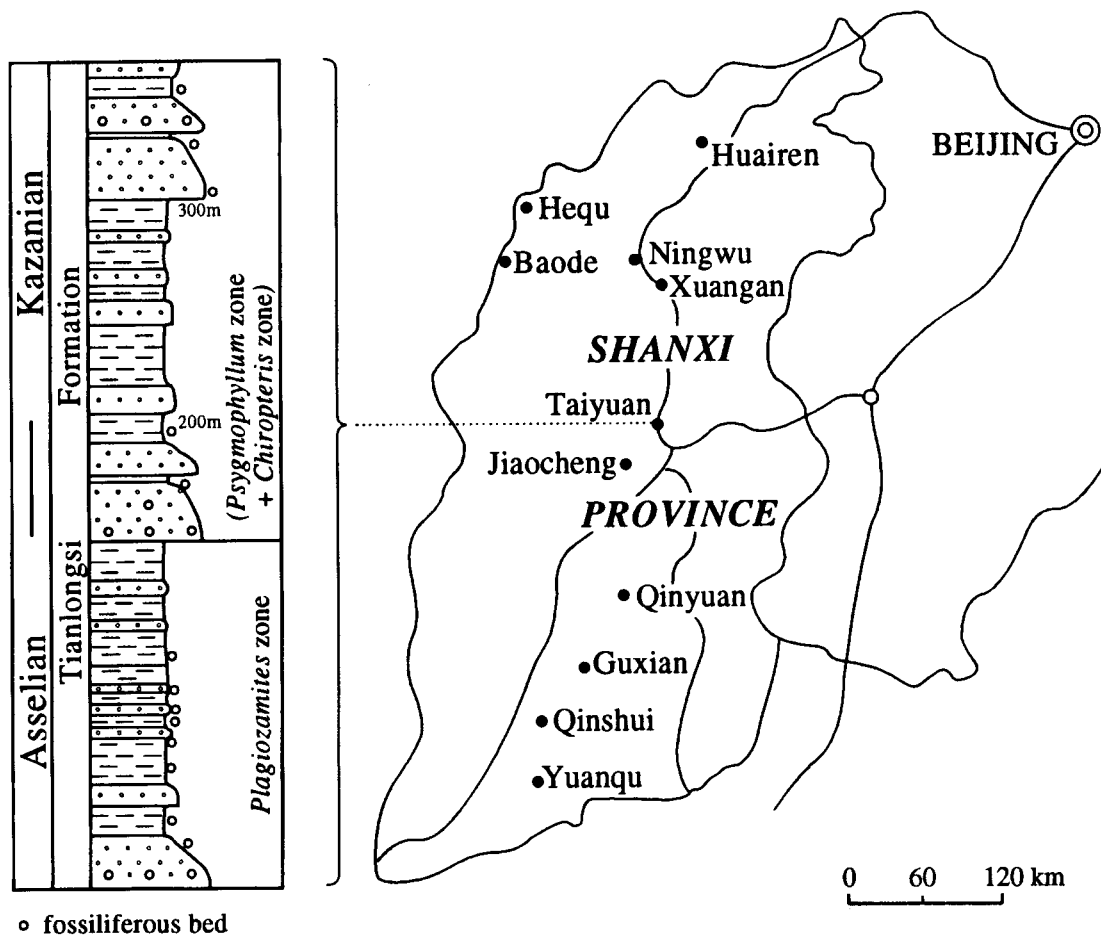 Kazanian
Asselian
Formation
Tianlongsi
300m
200m
(Psygmophyllum zone
+ Chiropteris zone)
Plagiozamites zone
fossiliferous bed
Huairen
BEIJING
Hequ
Baode
Ningwu
Xuangan
SHANXI
Taiyuan
Jiaocheng
PROVINCE
Qinyuan
Guxian
Qinshui
Yuanqu
0 60 120 km